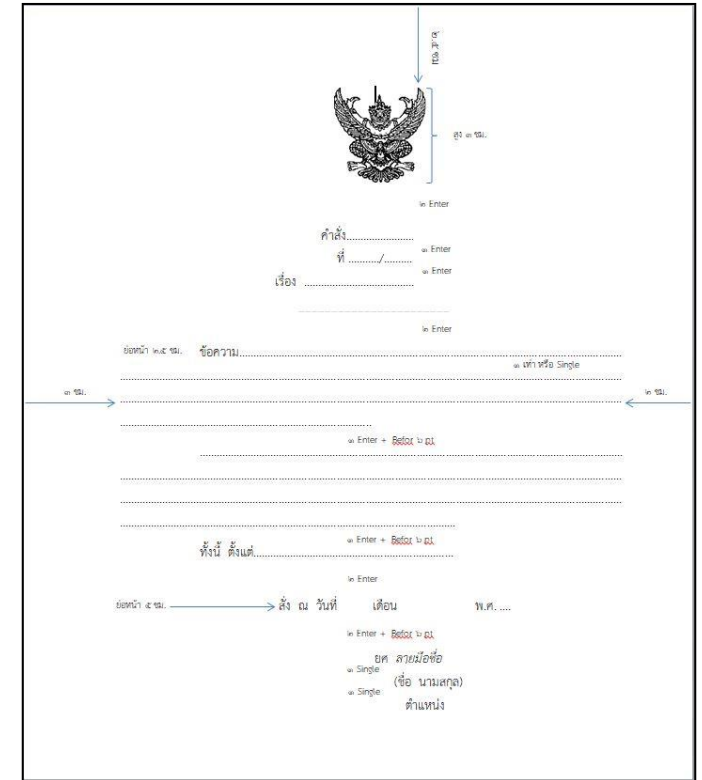 ๒.๕ ซม
สูง ๓ ซม.
๒ Enter
คำสั่ง.......................
๑ Enter
ที่ .........../..........
๑ Enter
เรื่อง ......................................
....................................................
๒ Enter
ย่อหน้า ๒.๕ ซม. ข้อความ....................................................................................................................................
๑ เท่า หรือ Single
๓ ซม.
๒ ซม.
๑ Enter + Befor ๖ pt
๑ Enter + Befor ๖ pt
ทั้งนี้ ตั้งแต่.....................................................................
๒ Enter
ย่อหน้า ๕ ซม. สั่ง ณ วันที่ เดือน พ.ศ. ....
๒ Enter + Befor ๖ pt
ยศ ลายมือชื่อ
๑ Single
(ชื่อ นามสกุล)
๑ Single
ตำแหน่ง